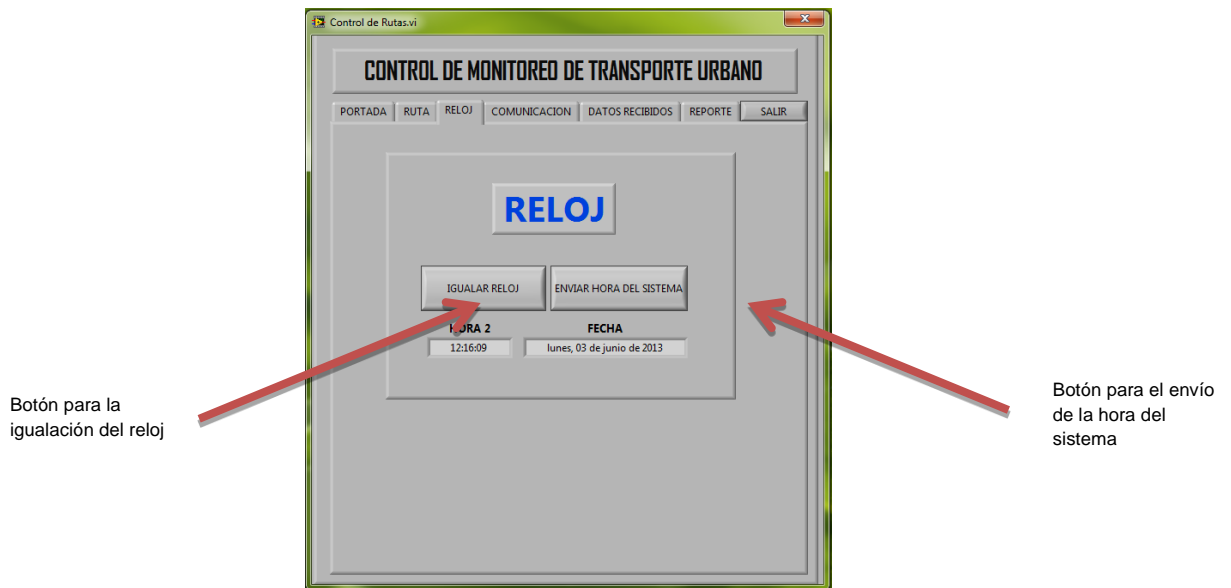 Control de Rutas.vi
CONTROL DE MONITOREO DE TRANSPORTE URBANO
PORTADA RUTA RELOJ COMUNICACION DATOS RECIBIDOS REPORTE SALIR
RELOJ
IGUALAR RELOJ ENVIAR HORA DEL SISTEMA
HORA 2 FECHA
12:16:09 lunes, 03 de junio de 2013
Botón para la
igualación del reloj
Botón para el envío
de la hora del
sistema